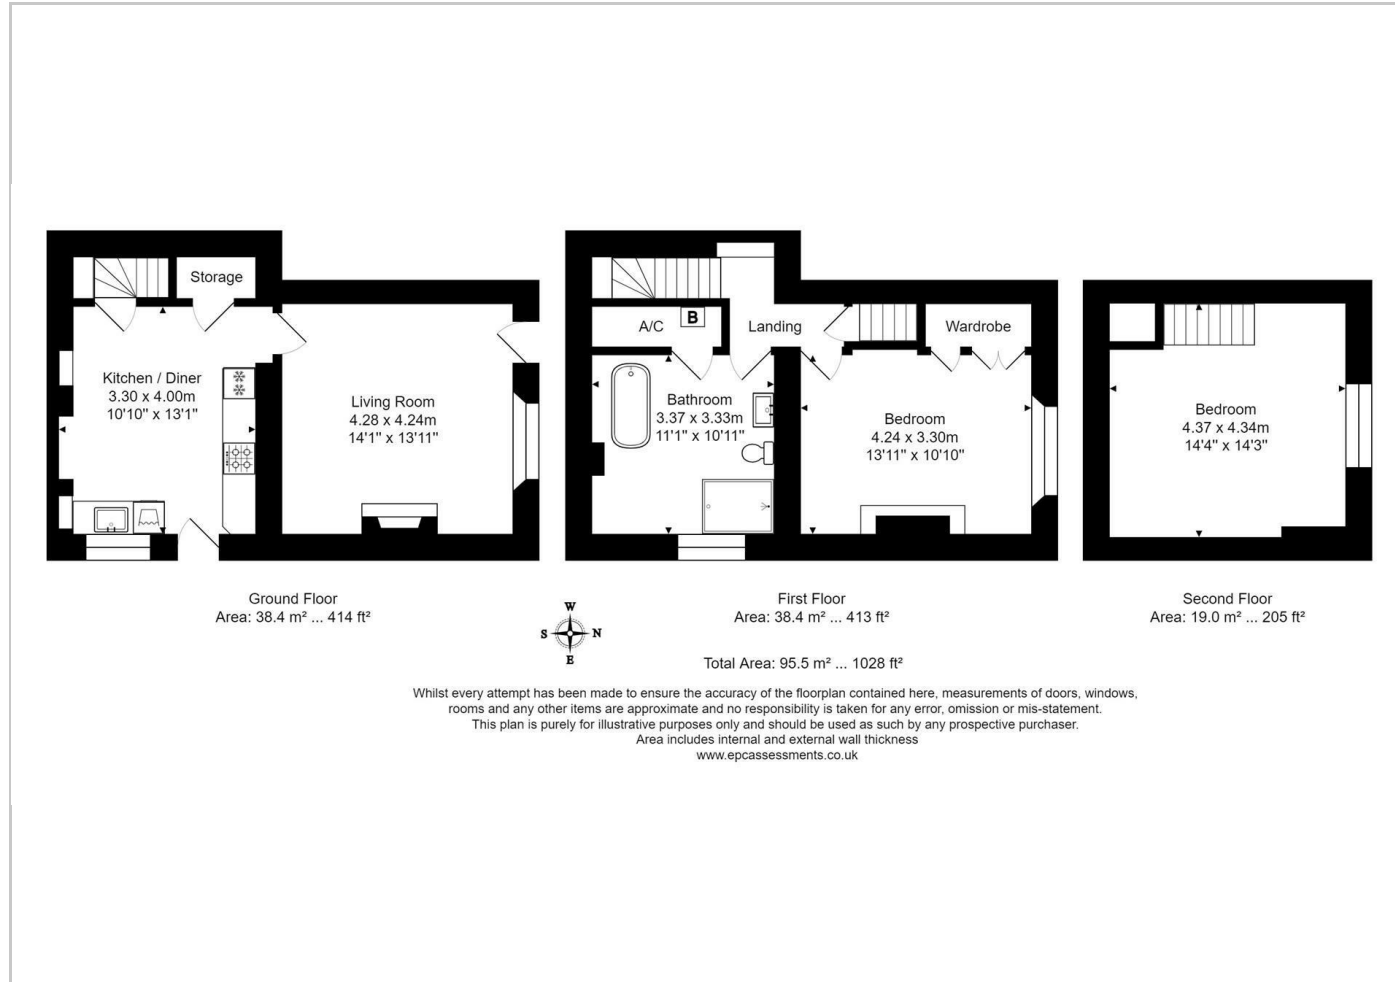 Storage
Kitchen / Diner
3.30 x 4.00m
10'10" x 13'1"
Living Room
4.28 x 4.24m
14'1" x 13'11"
Ground Floor
Area: 38.4 m² ... 414 ft²
A/C
B
Landing
Wardrobe
Bathroom
3.37 x 3.33m
11'1" x 10'11"
Bedroom
4.24 x 3.30m
13'11" x 10'10"
First Floor
Area: 38.4 m² ... 413 ft²
Bedroom
4.37 x 4.34m
14'4" x 14'3"
Second Floor
Area: 19.0 m² ... 205 ft²
W
S N
E
Total Area: 95.5 m² ... 1028 ft²
Whilst every attempt has been made to ensure the accuracy of the floorplan contained here, measurements of doors, windows,
rooms and any other items are approximate and no responsibility is taken for any error, omission or mis-statement.
This plan is purely for illustrative purposes only and should be used as such by any prospective purchaser.
Area includes internal and external wall thickness
www.epcassessments.co.uk